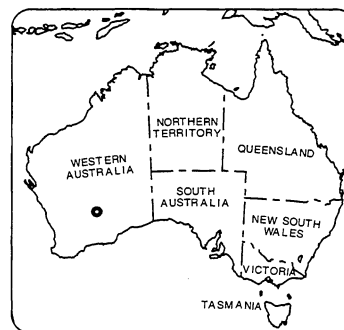 NORTHERN
TERRITORY
QUEENSLAND
WESTERN
AUSTRALIA
SOUTH
AUSTRALIA
NEW SOUTH
WALES
VICTORIA
TASMANIA